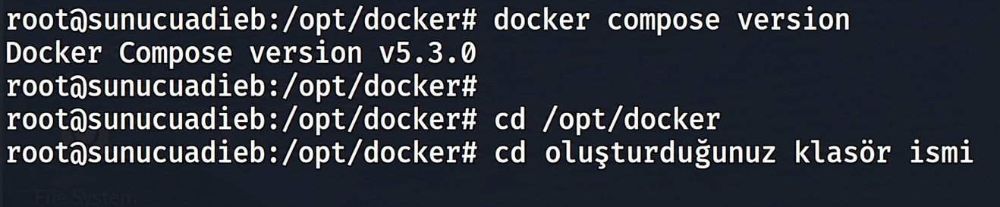 root@sunucuadieb:/opt/docker# docker compose version
Docker Compose version v5.3.0
root@sunucuadieb:/opt/docker#
root@sunucuadieb:/opt/docker# cd /opt/docker
root@sunucuadieb:/opt/docker# cd oluşturduğunuz klasör ismi
File System